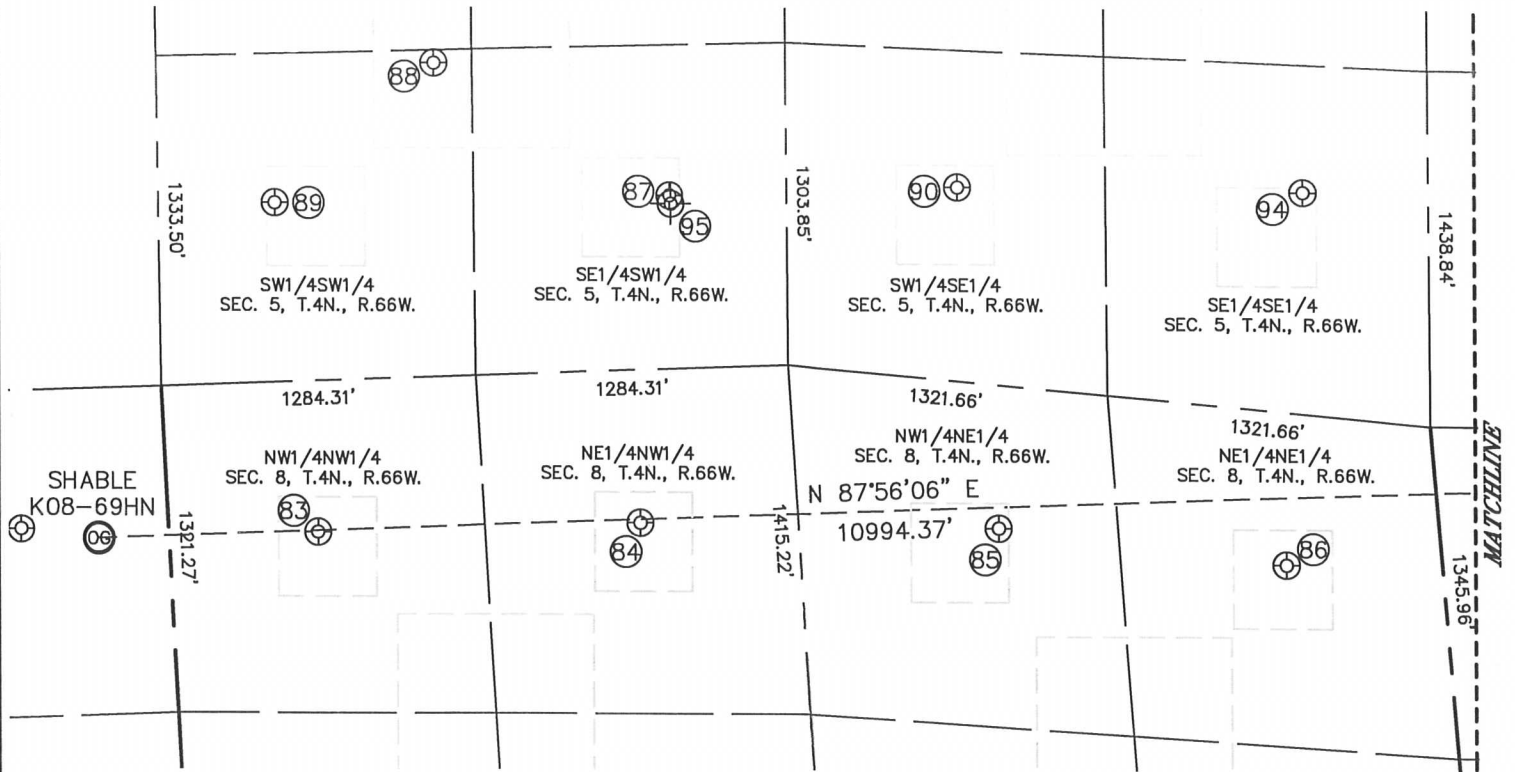 88
1333.50'
89
87
95
1303.85'
90
94
1438.84'
SW1/4SW1/4
SEC. 5, T.4N., R.66W.
SE1/4SW1/4
SEC. 5, T.4N., R.66W.
SW1/4SE1/4
SEC. 5, T.4N., R.66W.
SE1/4SE1/4
SEC. 5, T.4N., R.66W.
1284.31'
1284.31'
1321.66'
1321.66'
MATCHLINE
SHABLE
K08-69HN
NW1/4NW1/4
SEC. 8, T.4N., R.66W.
NE1/4NW1/4
SEC. 8, T.4N., R.66W.
NW1/4NE1/4
SEC. 8, T.4N., R.66W.
NE1/4NE1/4
SEC. 8, T.4N., R.66W.
N 87°56'06" E
10994.37'
83
1321.27'
84
1415.22'
85
86
1345.96'